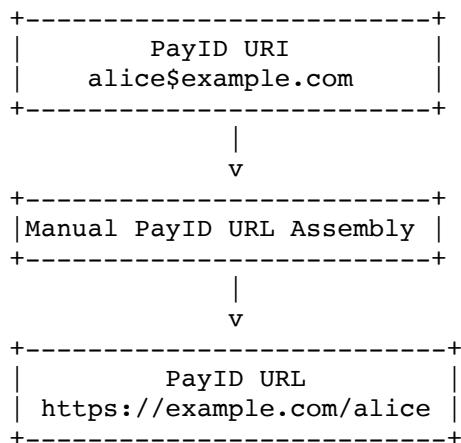 PayID URI
alice$example.com
Manual PayID URL Assembly
PayID URL
https://example.com/alice